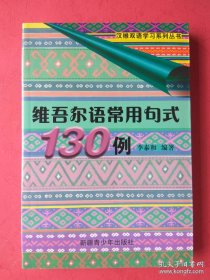 汉维双语学习系列丛书
维吾尔语常用句式
130例
李泰和 编著
新疆青少年出版社